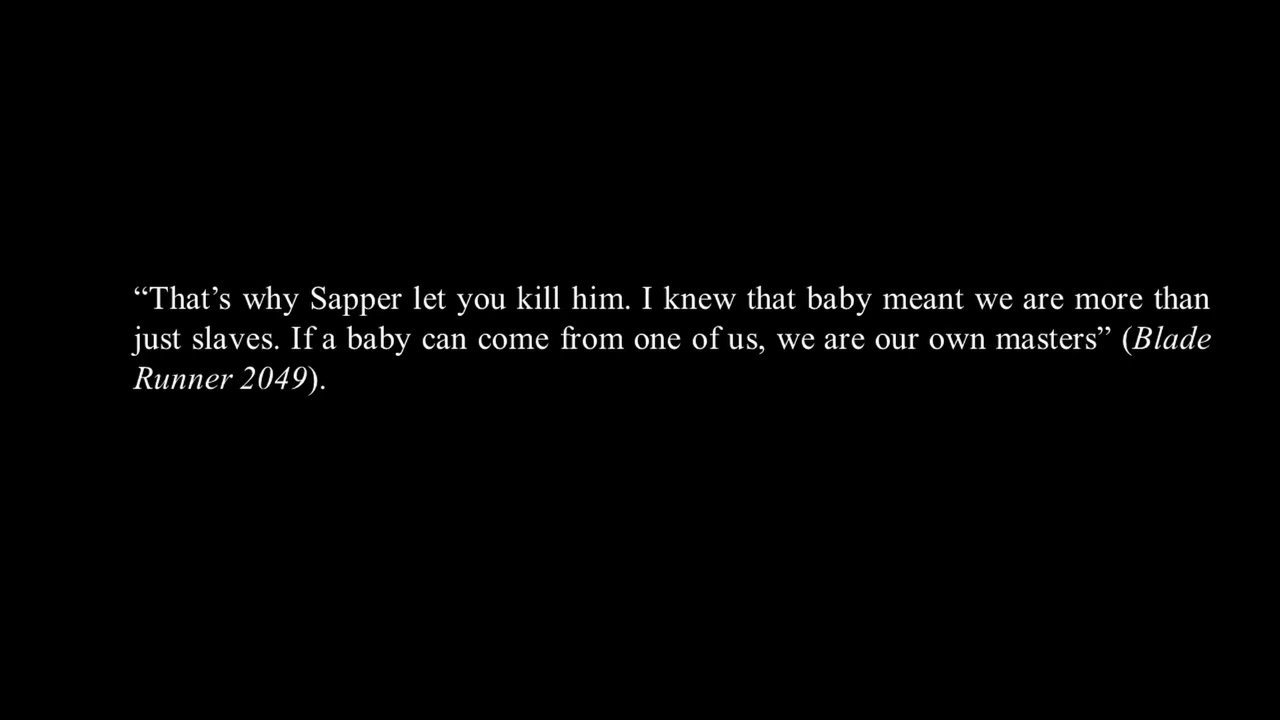 “That’s why Sapper let you kill him. I knew that baby meant we are more than
just slaves. If a baby can come from one of us, we are our own masters” (Blade
Runner 2049).